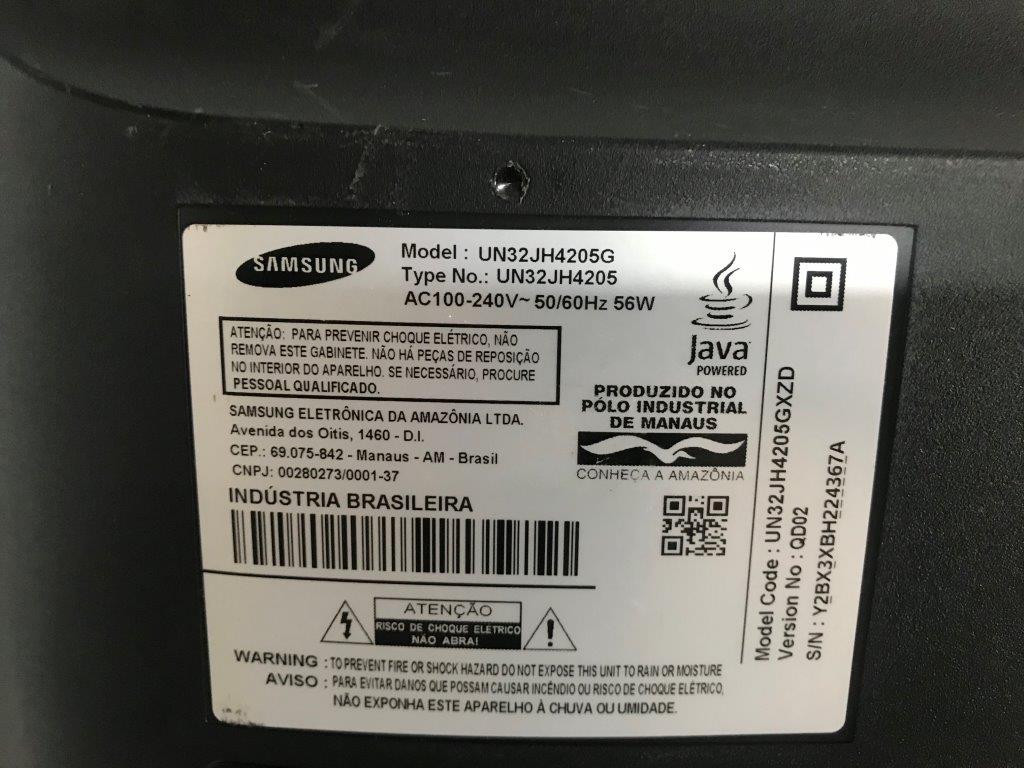 SAMSUNG
Model : UN32JH4205G
Type No.: UN32JH4205
AC100-240V~ 50/60Hz 56W
Java
POWERED
ATENÇÃO: PARA PREVENIR CHOQUE ELÉTRICO, NÃO
REMOVA ESTE GABINETE. NÃO HÁ PEÇAS DE REPOSIÇÃO
NO INTERIOR DO APARELHO. SE NECESSÁRIO, PROCURE
PESSOAL QUALIFICADO.
PRODUZIDO NO
PÓLO INDUSTRIAL
DE MANAUS
CONHEÇA A AMAZÔNIA
SAMSUNG ELETRÔNICA DA AMAZÔNIA LTDA.
Avenida dos Oitis, 1460 - D.I.
CEP.: 69.075-842 - Manaus - AM - Brasil
CNPJ: 00280273/0001-37
INDÚSTRIA BRASILEIRA
ATENÇÃO
RISCO DE CHOQUE ELETRICO
NÃO ABRA!
WARNING : TO PREVENT FIRE OR SHOCK HAZARD DO NOT EXPOSE THIS UNIT TO RAIN OR MOISTURE
AVISO : PARA EVITAR DANOS QUE POSSAM CAUSAR INCÊNDIO OU RISCO DE CHOQUE ELÉTRICO,
NÃO EXPONHA ESTE APARELHO À CHUVA OU UMIDADE.
Model Code : UN32JH4205GXZD
Version No : QD02
S/N : Y2BX3XBH224367A